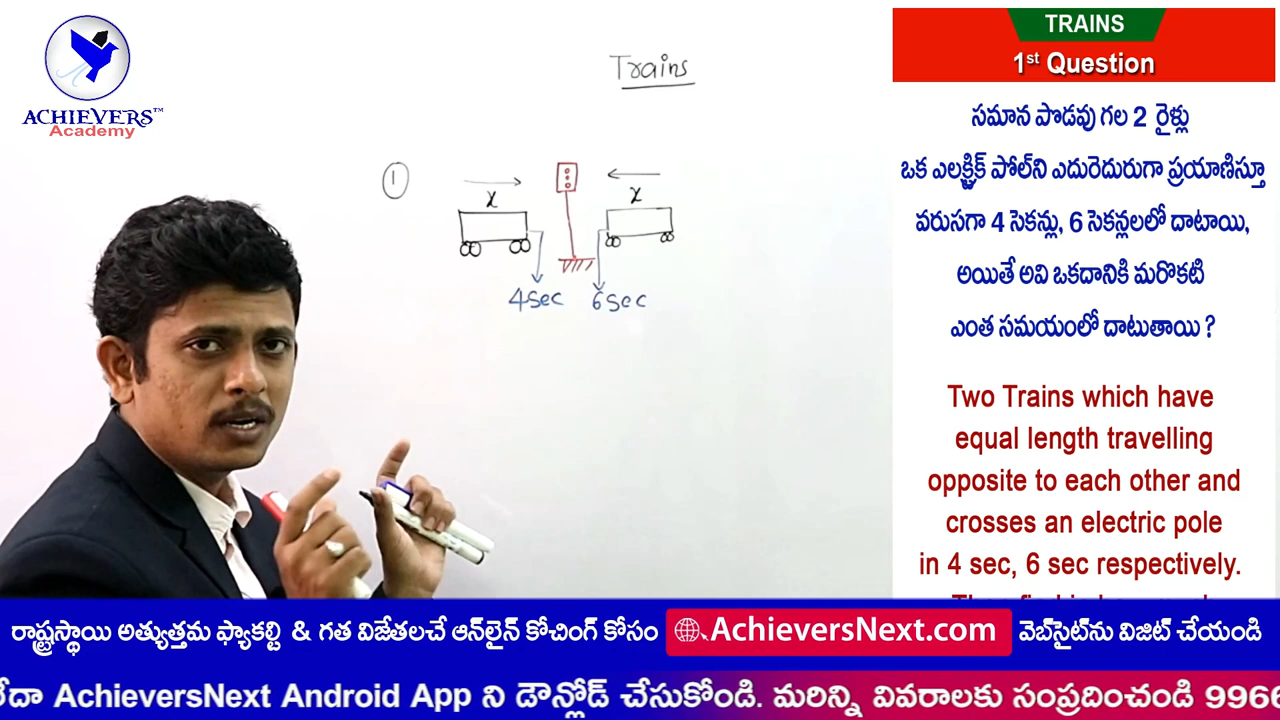 ACHIEVERS™
Academy
Trains
1
x
x
4sec 6sec
TRAINS
1st Question
సమాన పొడవు గల 2 రైళ్లు
ఒక ఎలక్ట్రిక్ పోల్‌ని ఎదురెదురుగా ప్రయాణిస్తూ
వరుసగా 4 సెకన్లు, 6 సెకన్లలలో దాటాయి,
అయితే అవి ఒకదానికి మరొకటి
ఎంత సమయంలో దాటుతాయి ?
Two Trains which have
equal length travelling
opposite to each other and
crosses an electric pole
in 4 sec, 6 sec respectively.
రాష్ట్రస్థాయి అత్యుత్తమ ఫ్యాకల్టి & గత విజేతలచే ఆన్‌లైన్ కోచింగ్ కోసం AchieversNext.com వెబ్‌సైట్‌ను విజిట్ చేయండి
AchieversNext Android App ని డౌన్లోడ్ చేసుకోండి. మరిన్ని వివరాలకు సంప్రదించండి 9966